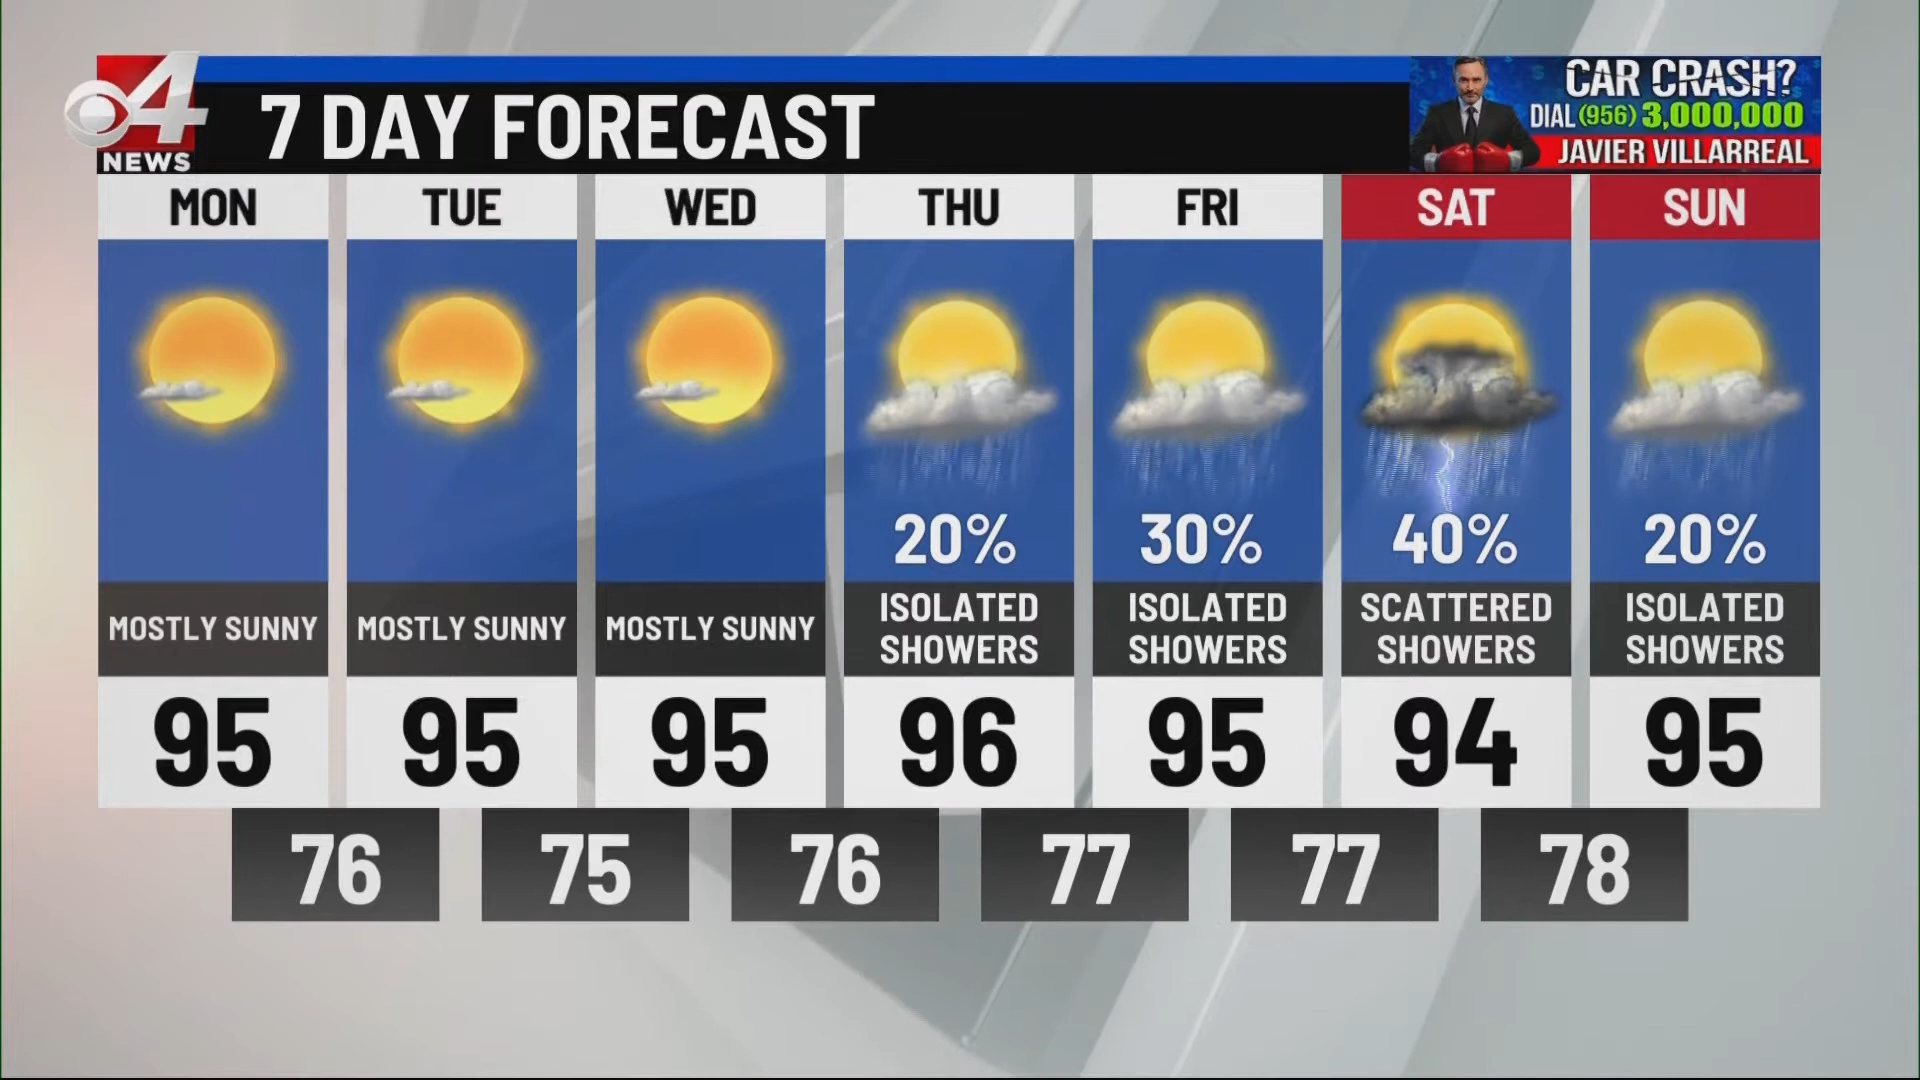 4
NEWS
7 DAY FORECAST
CAR CRASH?
DIAL (956) 3,000,000
JAVIER VILLARREAL
MON
TUE
WED
THU
FRI
SAT
SUN
20%
30%
40%
20%
MOSTLY SUNNY
MOSTLY SUNNY
MOSTLY SUNNY
ISOLATED
SHOWERS
ISOLATED
SHOWERS
SCATTERED
SHOWERS
ISOLATED
SHOWERS
95
95
95
96
95
94
95
76
75
76
77
77
78